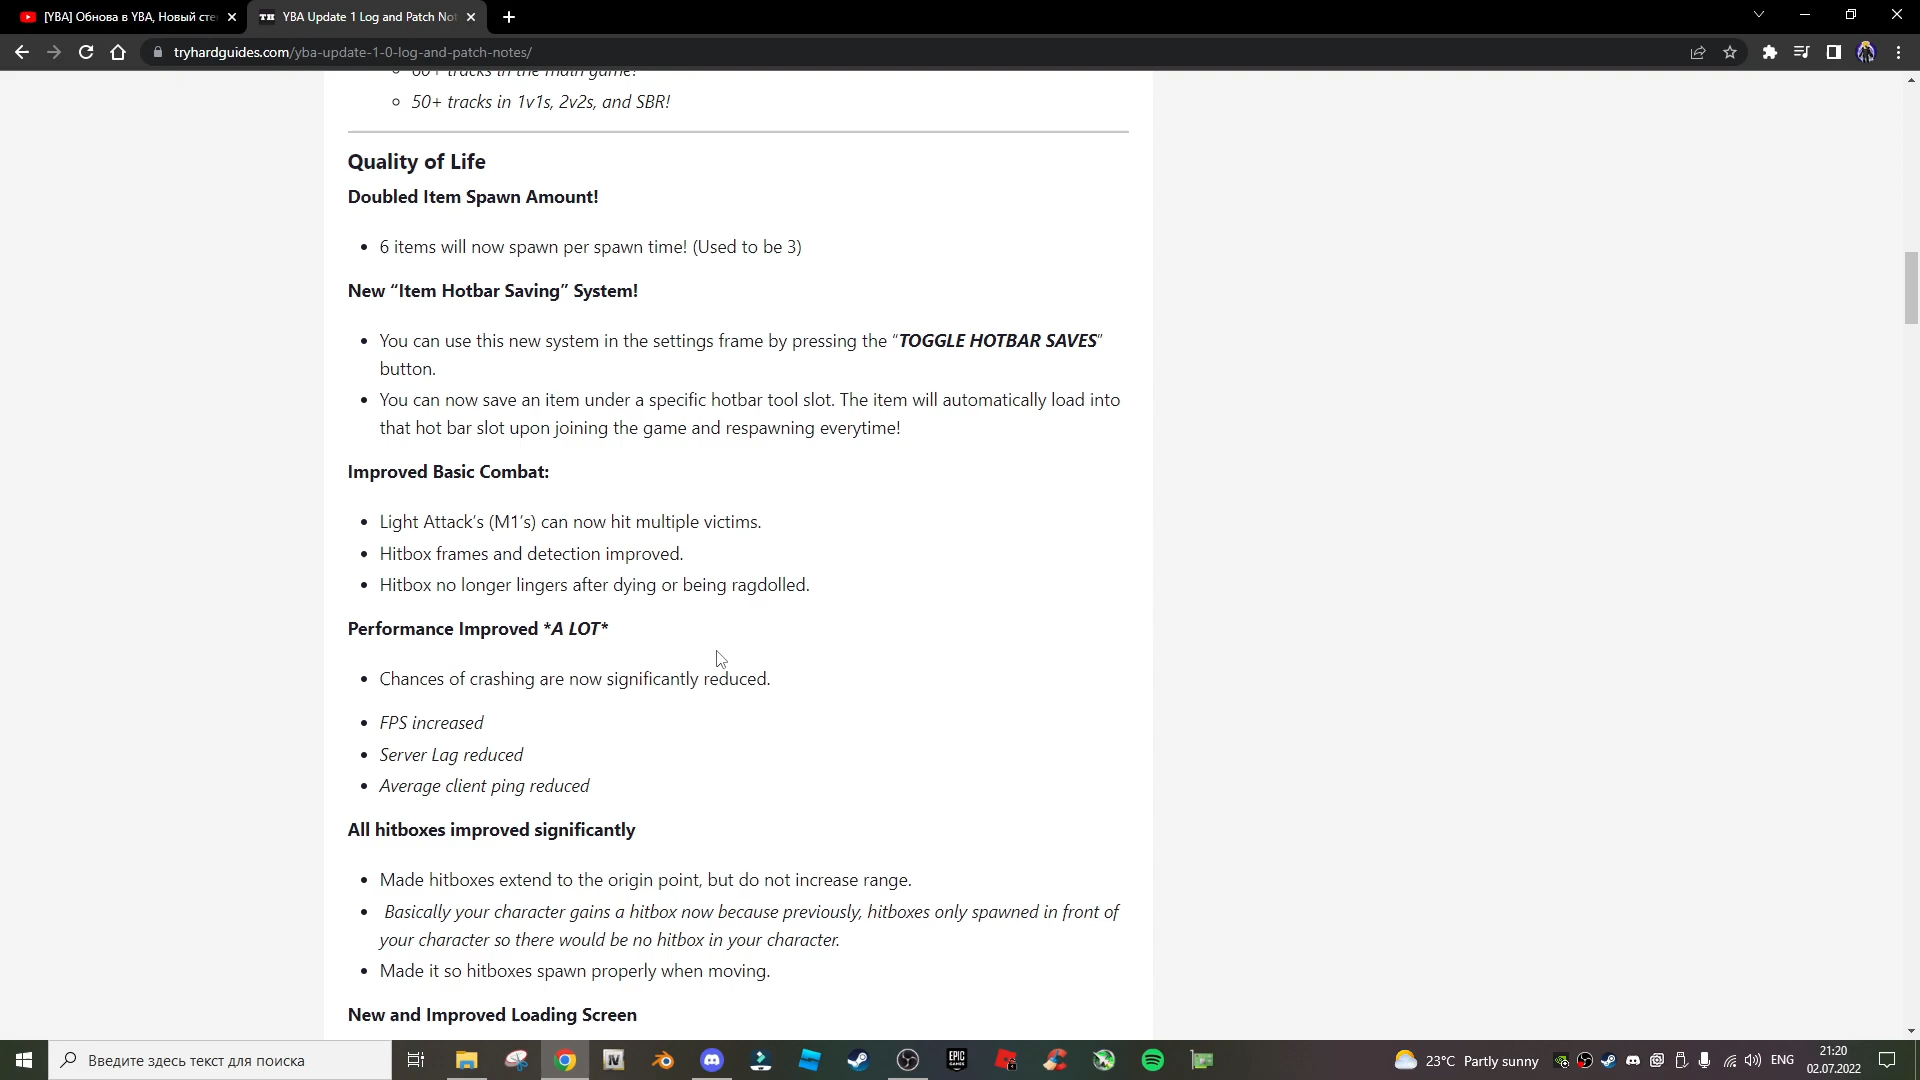 [YBA] Обнова в YBA, Новый сте
YBA Update 1 Log and Patch Not
tryhardguides.com/yba-update-1-0-log-and-patch-notes/
60+ tracks in the main game!
50+ tracks in 1v1s, 2v2s, and SBR!
Quality of Life
Doubled Item Spawn Amount!
6 items will now spawn per spawn time! (Used to be 3)
New “Item Hotbar Saving” System!
You can use this new system in the settings frame by pressing the “TOGGLE HOTBAR SAVES”
button.
You can now save an item under a specific hotbar tool slot. The item will automatically load into
that hot bar slot upon joining the game and respawning everytime!
Improved Basic Combat:
Light Attack’s (M1’s) can now hit multiple victims.
Hitbox frames and detection improved.
Hitbox no longer lingers after dying or being ragdolled.
Performance Improved *A LOT*
Chances of crashing are now significantly reduced.
FPS increased
Server Lag reduced
Average client ping reduced
All hitboxes improved significantly
Made hitboxes extend to the origin point, but do not increase range.
Basically your character gains a hitbox now because previously, hitboxes only spawned in front of
your character so there would be no hitbox in your character.
Made it so hitboxes spawn properly when moving.
New and Improved Loading Screen
Введите здесь текст для поиска
IV
EPIC GAMES
23°C Partly sunny
ENG
21:20
02.07.2022